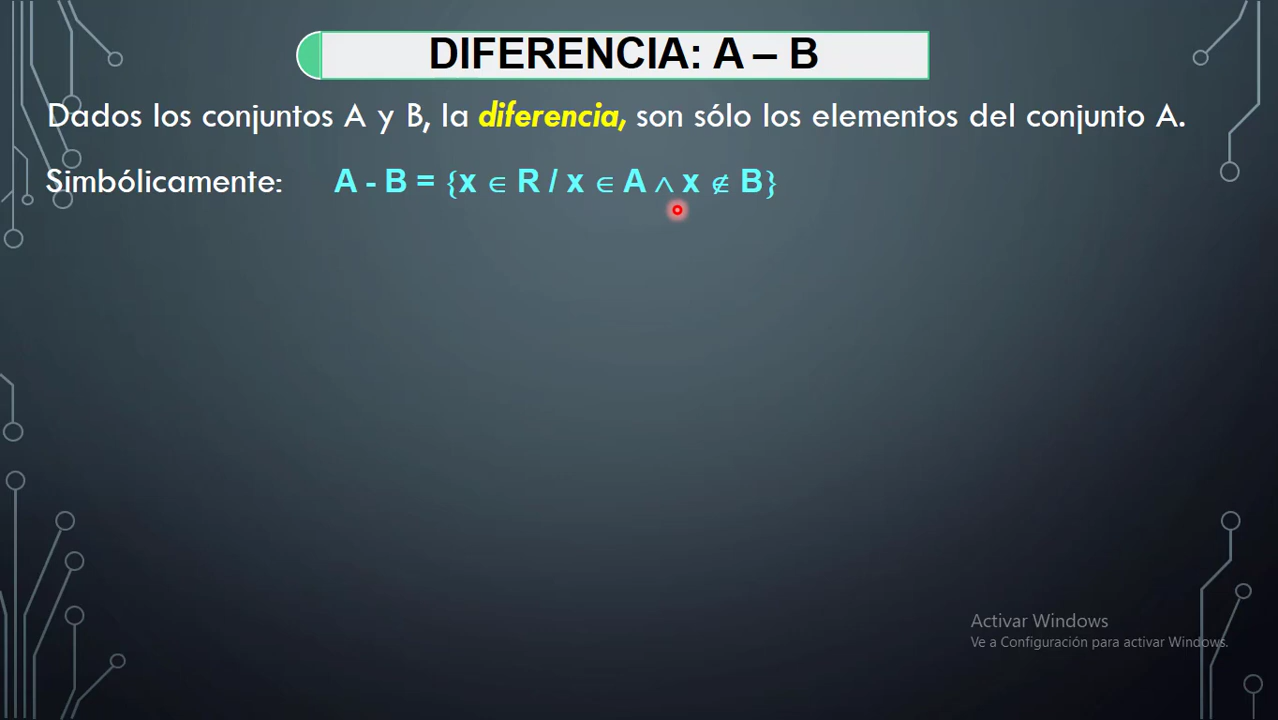 DIFERENCIA: A – B
Dados los conjuntos A y B, la diferencia, son sólo los elementos del conjunto A.
Simbólicamente: A - B = {x ∈ R / x ∈ A ∧ x ∉ B}
Activar Windows
Ve a Configuración para activar Windows.